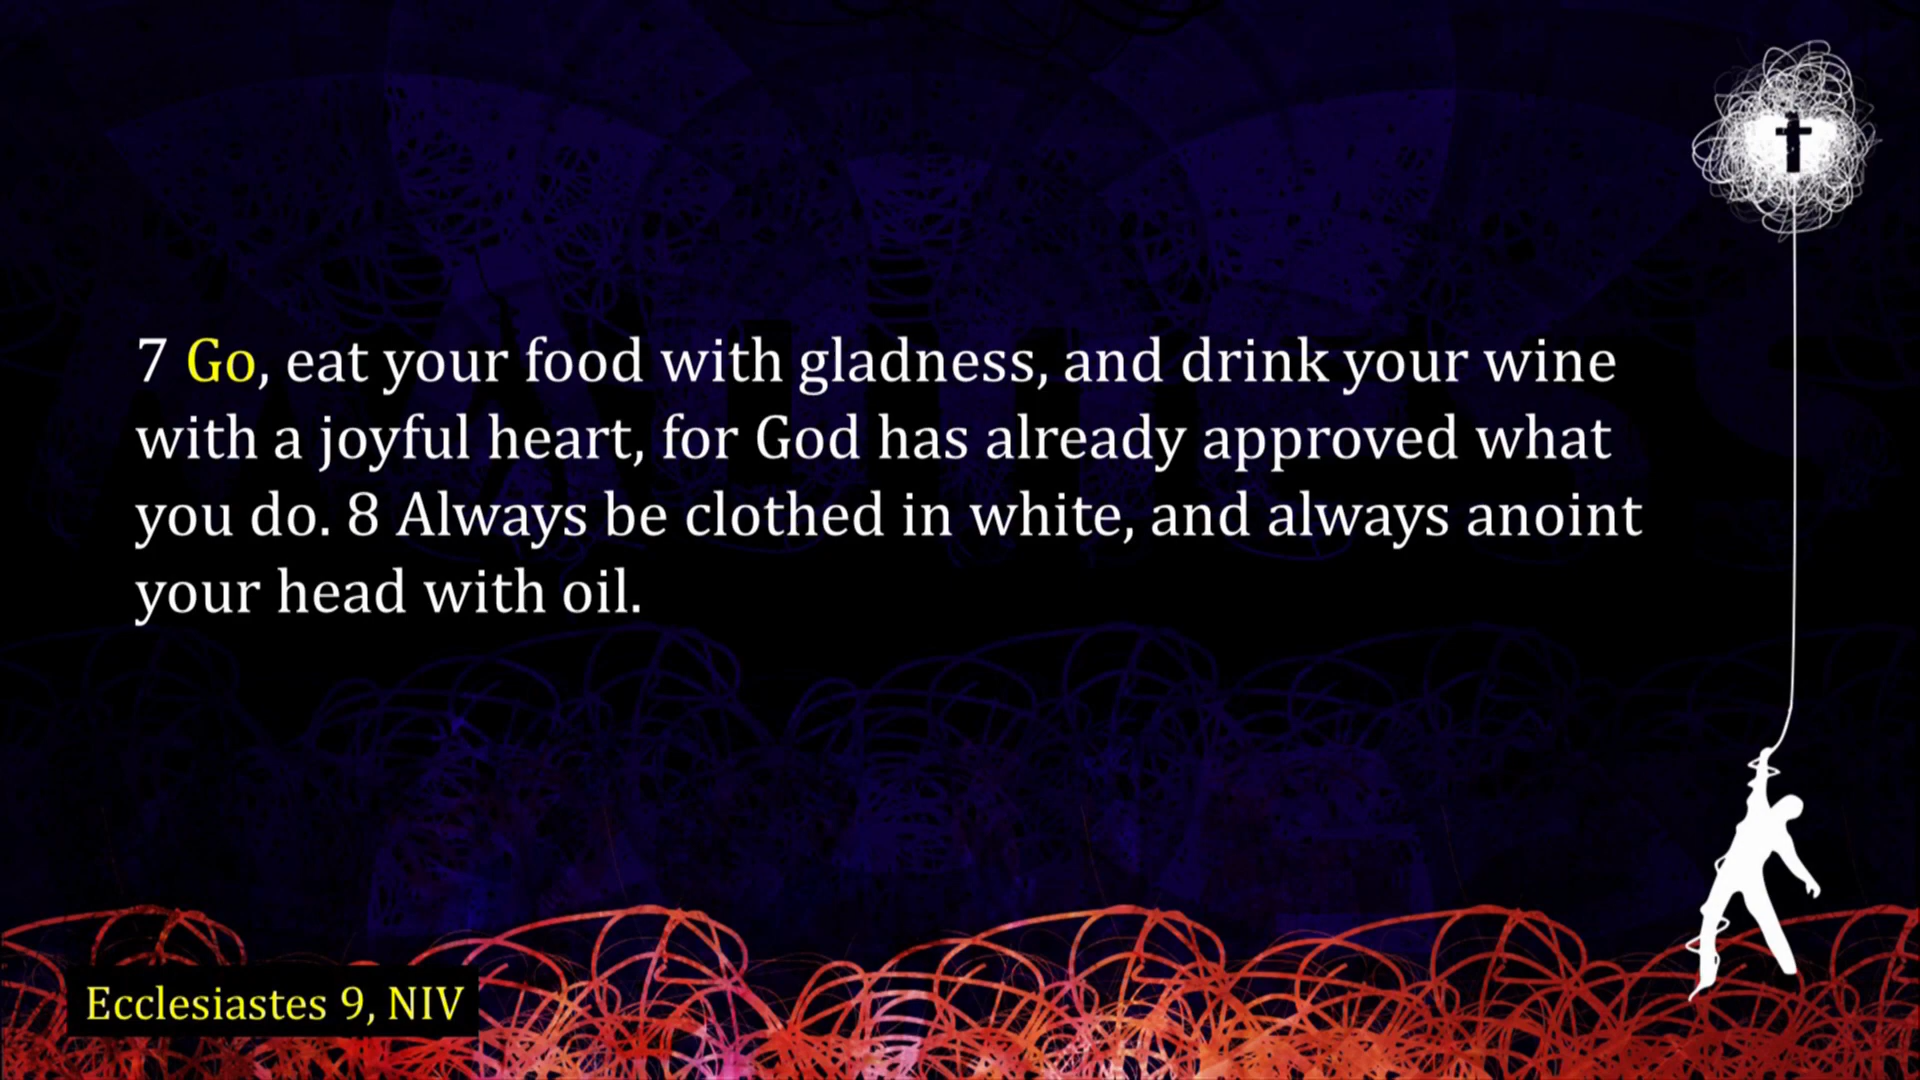 7 Go, eat your food with gladness, and drink your wine
with a joyful heart, for God has already approved what
you do. 8 Always be clothed in white, and always anoint
your head with oil.
Ecclesiastes 9, NIV